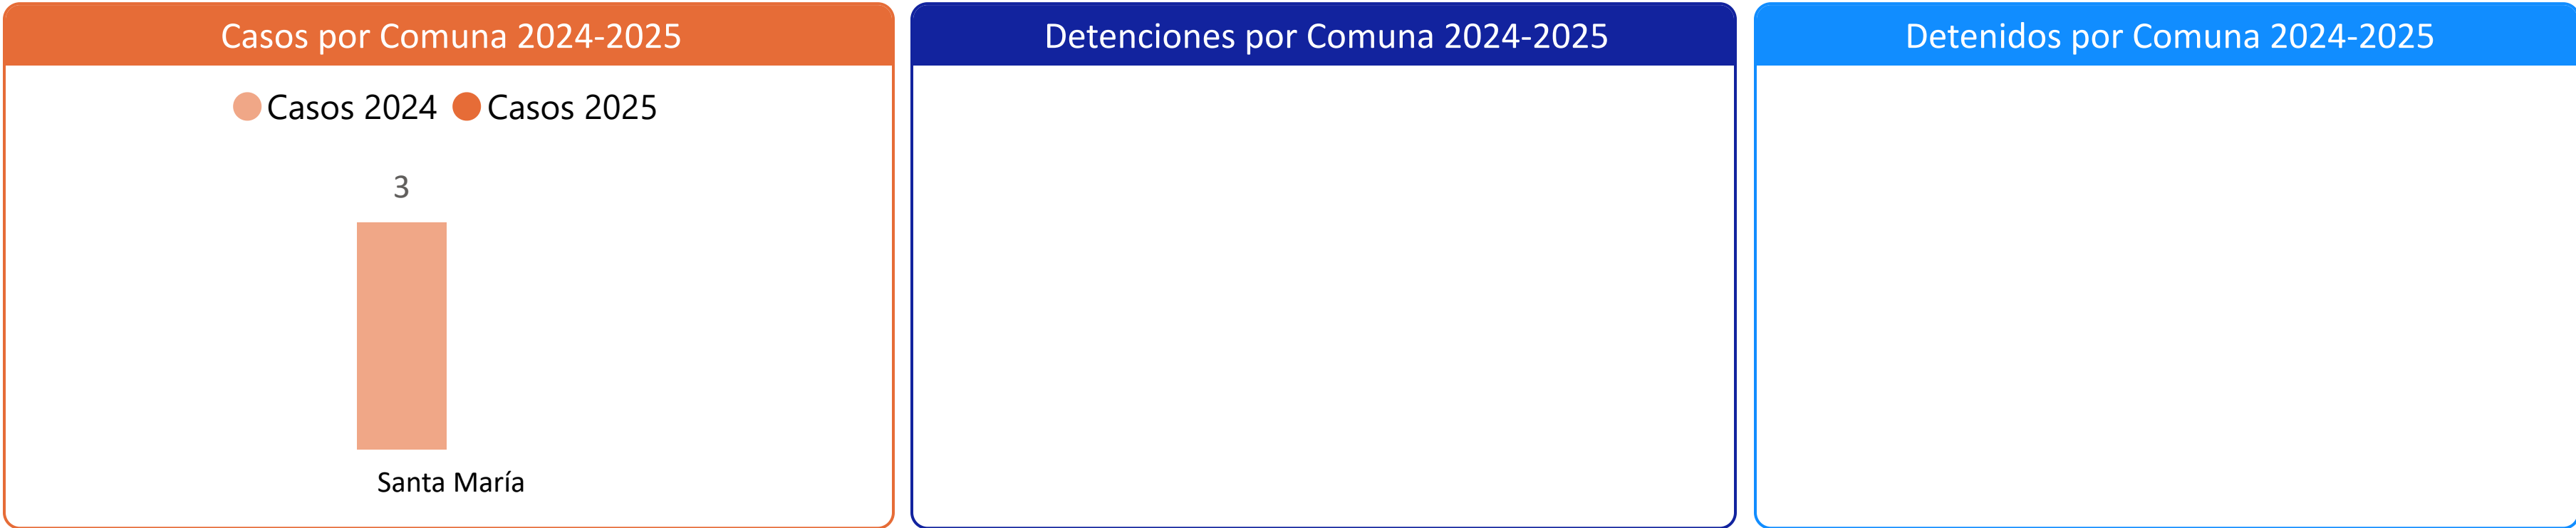 Casos por Comuna 2024-2025
Casos 2024 Casos 2025
3
Santa María
Detenciones por Comuna 2024-2025
Detenidos por Comuna 2024-2025